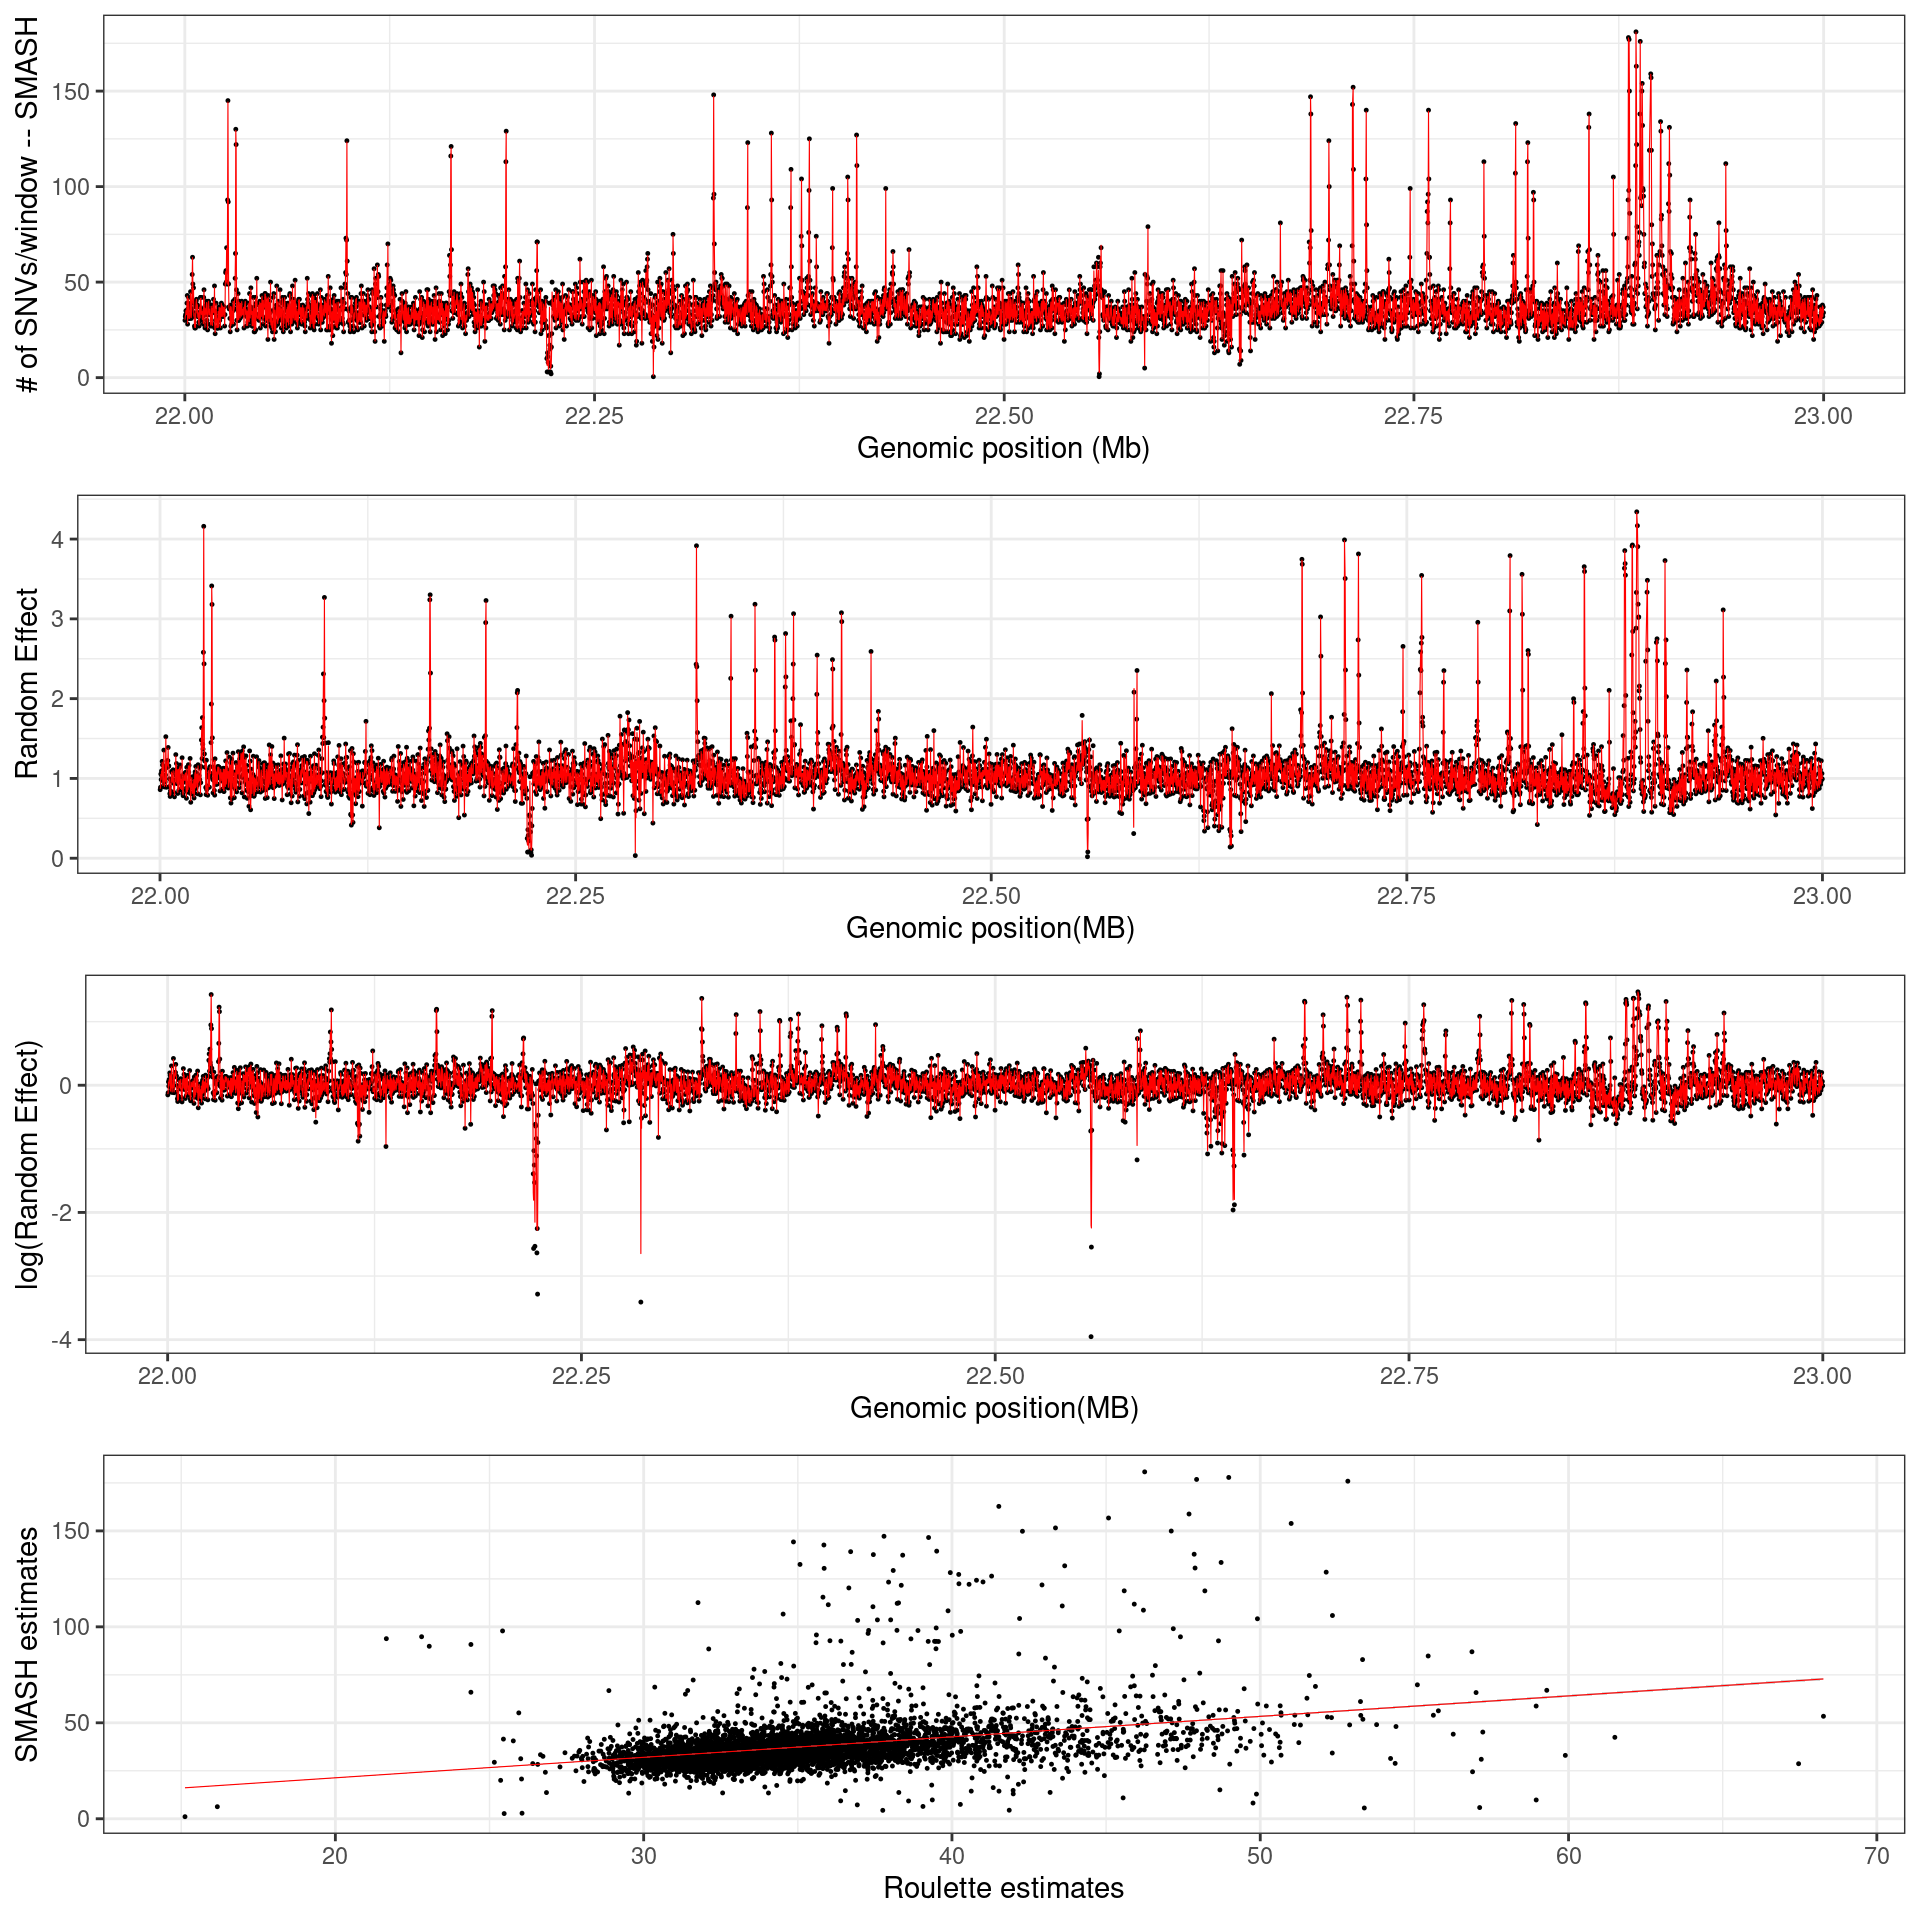 # of SNVs/window -- SMASH
150
100
50
0
22.00 22.25 22.50 22.75 23.00
Genomic position (Mb)
Random Effect
4
3
2
1
0
22.00 22.25 22.50 22.75 23.00
Genomic position(MB)
log(Random Effect)
0
-2
-4
22.00 22.25 22.50 22.75 23.00
Genomic position(MB)
SMASH estimates
150
100
50
0
20 30 40 50 60 70
Roulette estimates